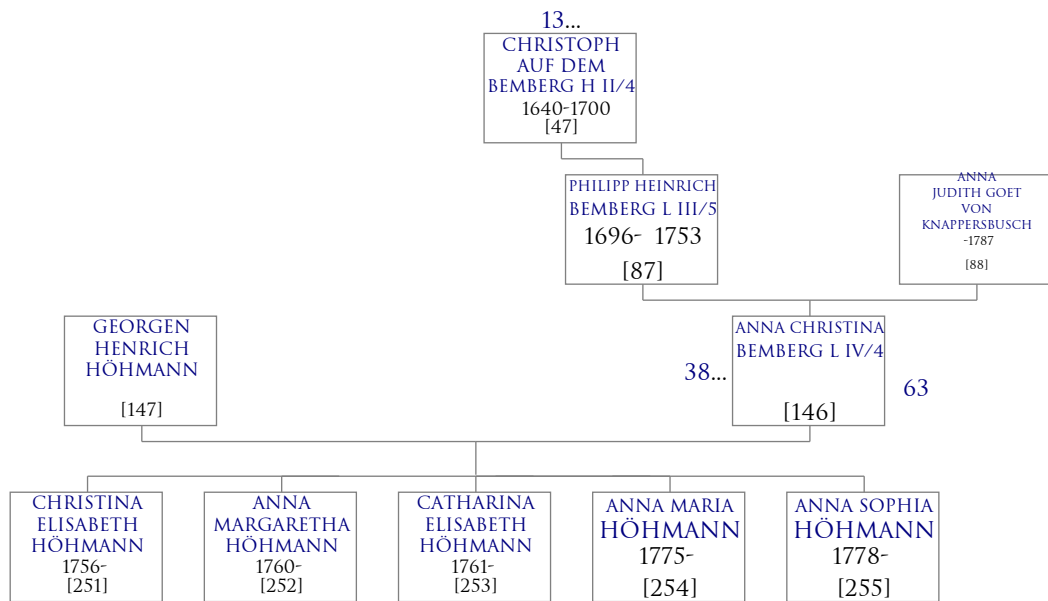 13...
CHRISTOPH
AUF DEM
BEMBERG H II/4
1640-1700
[47]
PHILIPP HEINRICH
BEMBERG L III/5
1696- 1753
[87]
ANNA
JUDITH GOET
VON
KNAPPERSBUSCH
-1787
[88]
GEORGEN
HENRICH
HÖHMANN
[147]
38...
ANNA CHRISTINA
BEMBERG L IV/4
[146]
63
CHRISTINA
ELISABETH
HÖHMANN
1756-
[251]
ANNA
MARGARETHA
HÖHMANN
1760-
[252]
CATHARINA
ELISABETH
HÖHMANN
1761-
[253]
ANNA MARIA
HÖHMANN
1775-
[254]
ANNA SOPHIA
HÖHMANN
1778-
[255]